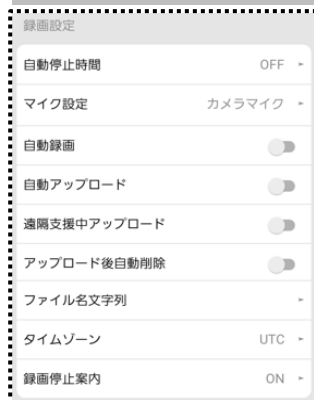 録画設定
自動停止時間 OFF
マイク設定 カメラマイク
自動録画
自動アップロード
遠隔支援中アップロード
アップロード後自動削除
ファイル名文字列
タイムゾーン UTC
録画停止案内 ON